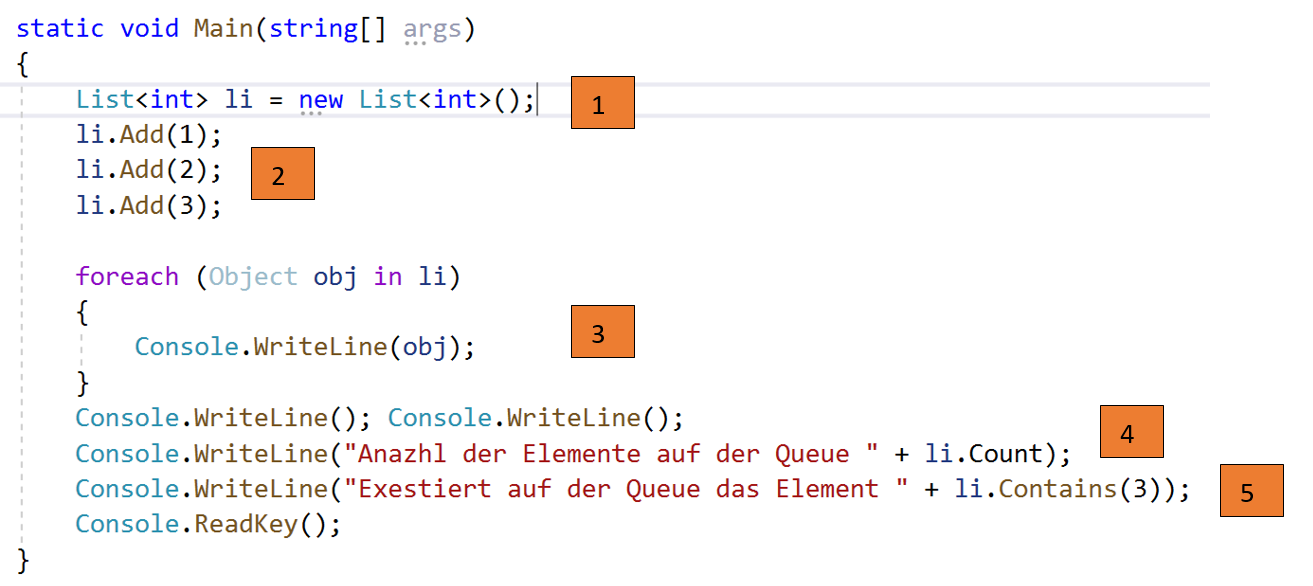 static void Main(string[] args)
{
List<int> li = new List<int>(); 1
li.Add(1);
li.Add(2); 2
li.Add(3);
foreach (Object obj in li)
{
Console.WriteLine(obj); 3
}
Console.WriteLine(); Console.WriteLine();
Console.WriteLine("Anazhl der Elemente auf der Queue " + li.Count); 4
Console.WriteLine("Exestiert auf der Queue das Element " + li.Contains(3)); 5
Console.ReadKey();
}